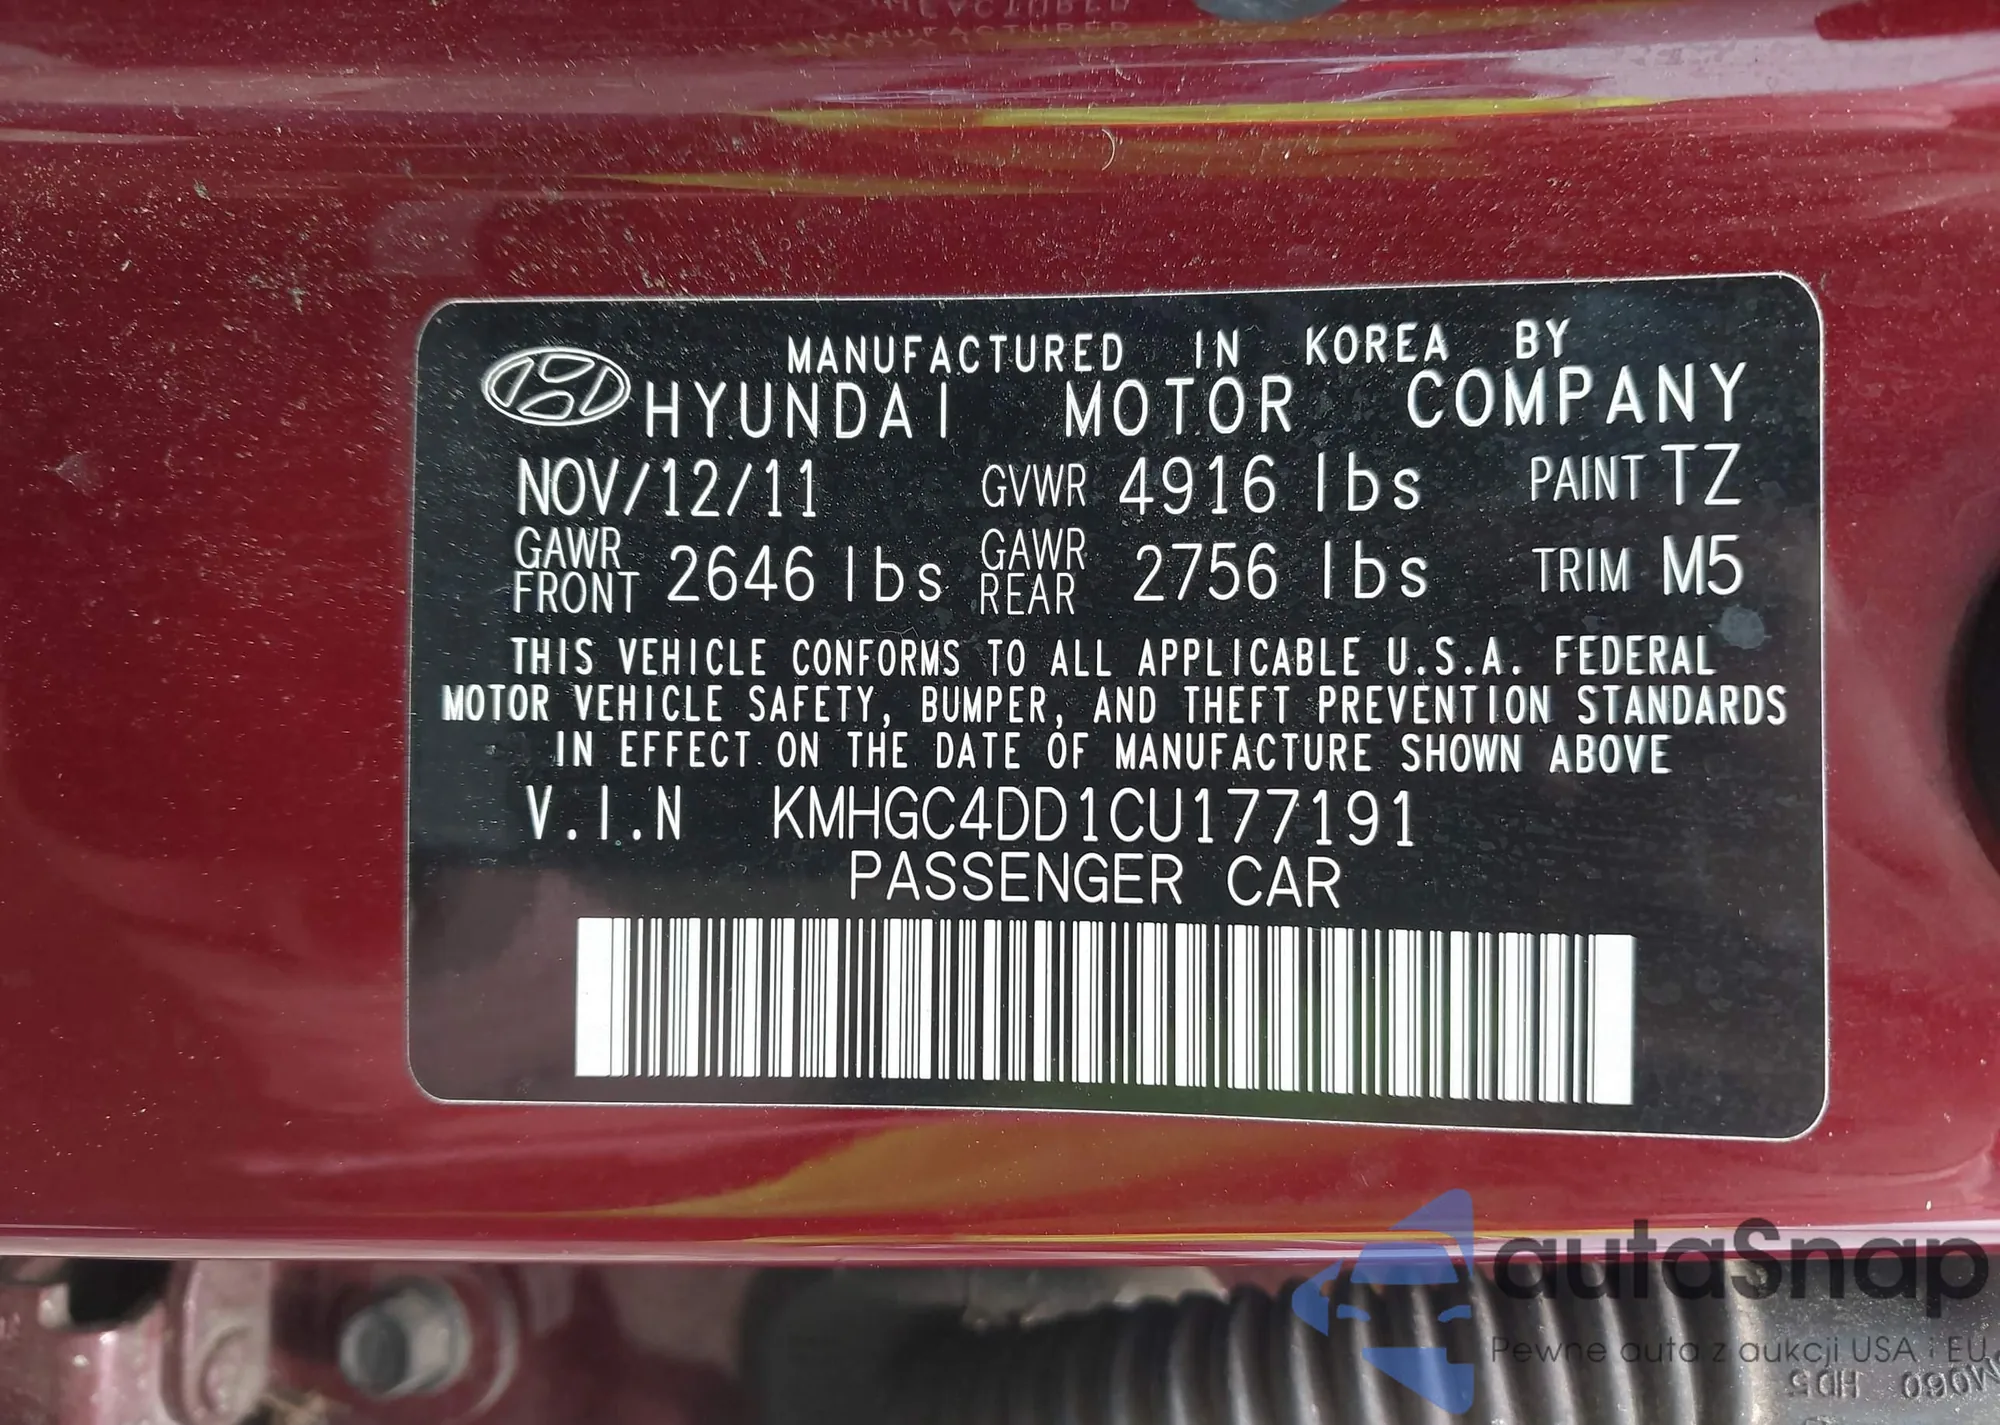 MANUFACTURED IN KOREA BY
HYUNDAI MOTOR COMPANY
NOV/12/11 GVWR 4916 lbs PAINT TZ
GAWR FRONT 2646 lbs GAWR REAR 2756 lbs TRIM M5
THIS VEHICLE CONFORMS TO ALL APPLICABLE U.S.A. FEDERAL
MOTOR VEHICLE SAFETY, BUMPER, AND THEFT PREVENTION STANDARDS
IN EFFECT ON THE DATE OF MANUFACTURE SHOWN ABOVE
V.I.N KMHGC4DD1CU177191
PASSENGER CAR
autaSnap
Pewne auta z aukcji USA i EU